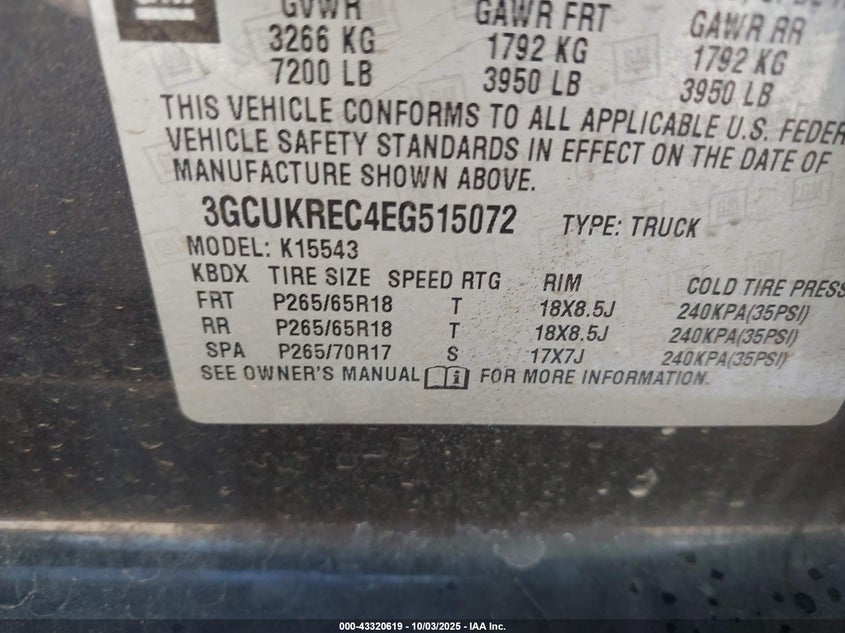 GVWR GAWR FRT GAWR RR
3266 KG 1792 KG 1792 KG
7200 LB 3950 LB 3950 LB
THIS VEHICLE CONFORMS TO ALL APPLICABLE U.S. FEDER
VEHICLE SAFETY STANDARDS IN EFFECT ON THE DATE OF
MANUFACTURE SHOWN ABOVE.
3GCUKREC4EG515072 TYPE: TRUCK
MODEL: K15543
KBDX TIRE SIZE SPEED RTG RIM COLD TIRE PRESS
FRT P265/65R18 T 18X8.5J 240KPA(35PSI)
RR P265/65R18 T 18X8.5J 240KPA(35PSI)
SPA P265/70R17 S 17X7J 240KPA(35PSI)
SEE OWNER'S MANUAL FOR MORE INFORMATION.
000-43320619 - 10/03/2025 - IAA Inc.